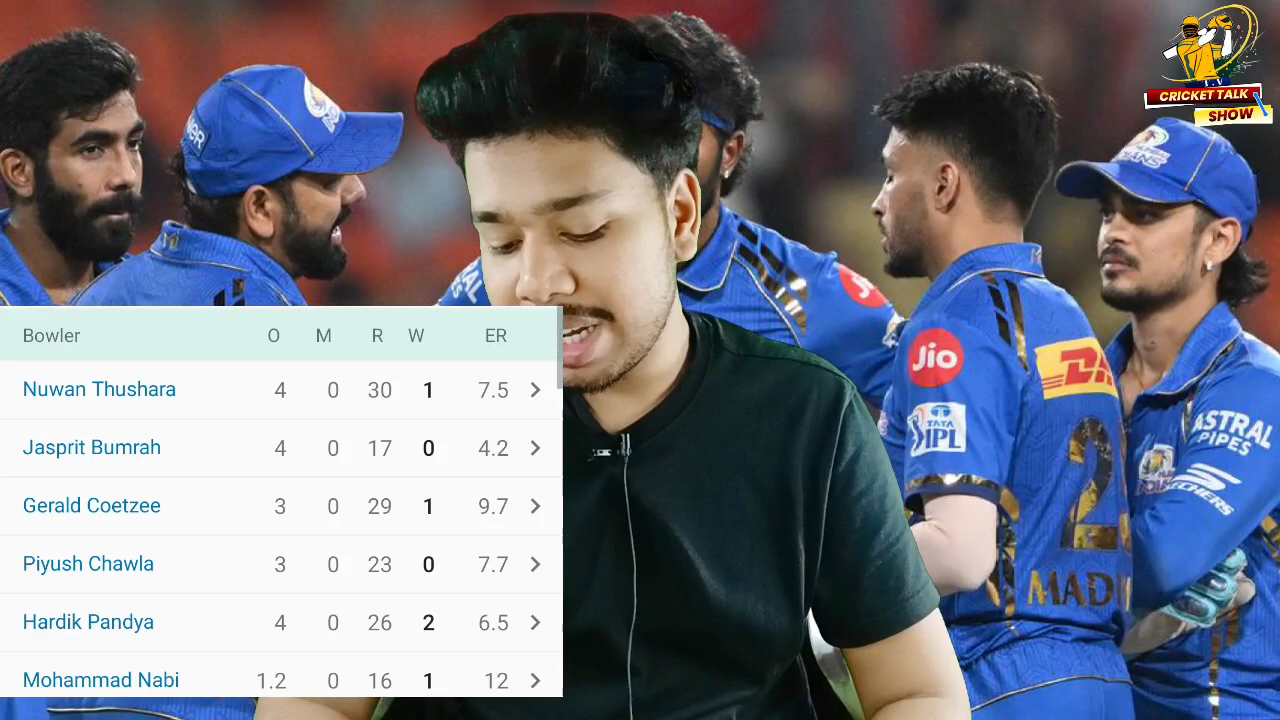 CRICKET TALK
SHOW
Bowler O M R W ER
Nuwan Thushara 4 0 30 1 7.5
Jasprit Bumrah 4 0 17 0 4.2
Gerald Coetzee 3 0 29 1 9.7
Piyush Chawla 3 0 23 0 7.7
Hardik Pandya 4 0 26 2 6.5
Mohammad Nabi 1.2 0 16 1 12
Jio
TATA
IPL
ASTRAL
PIPES
SKECHERS